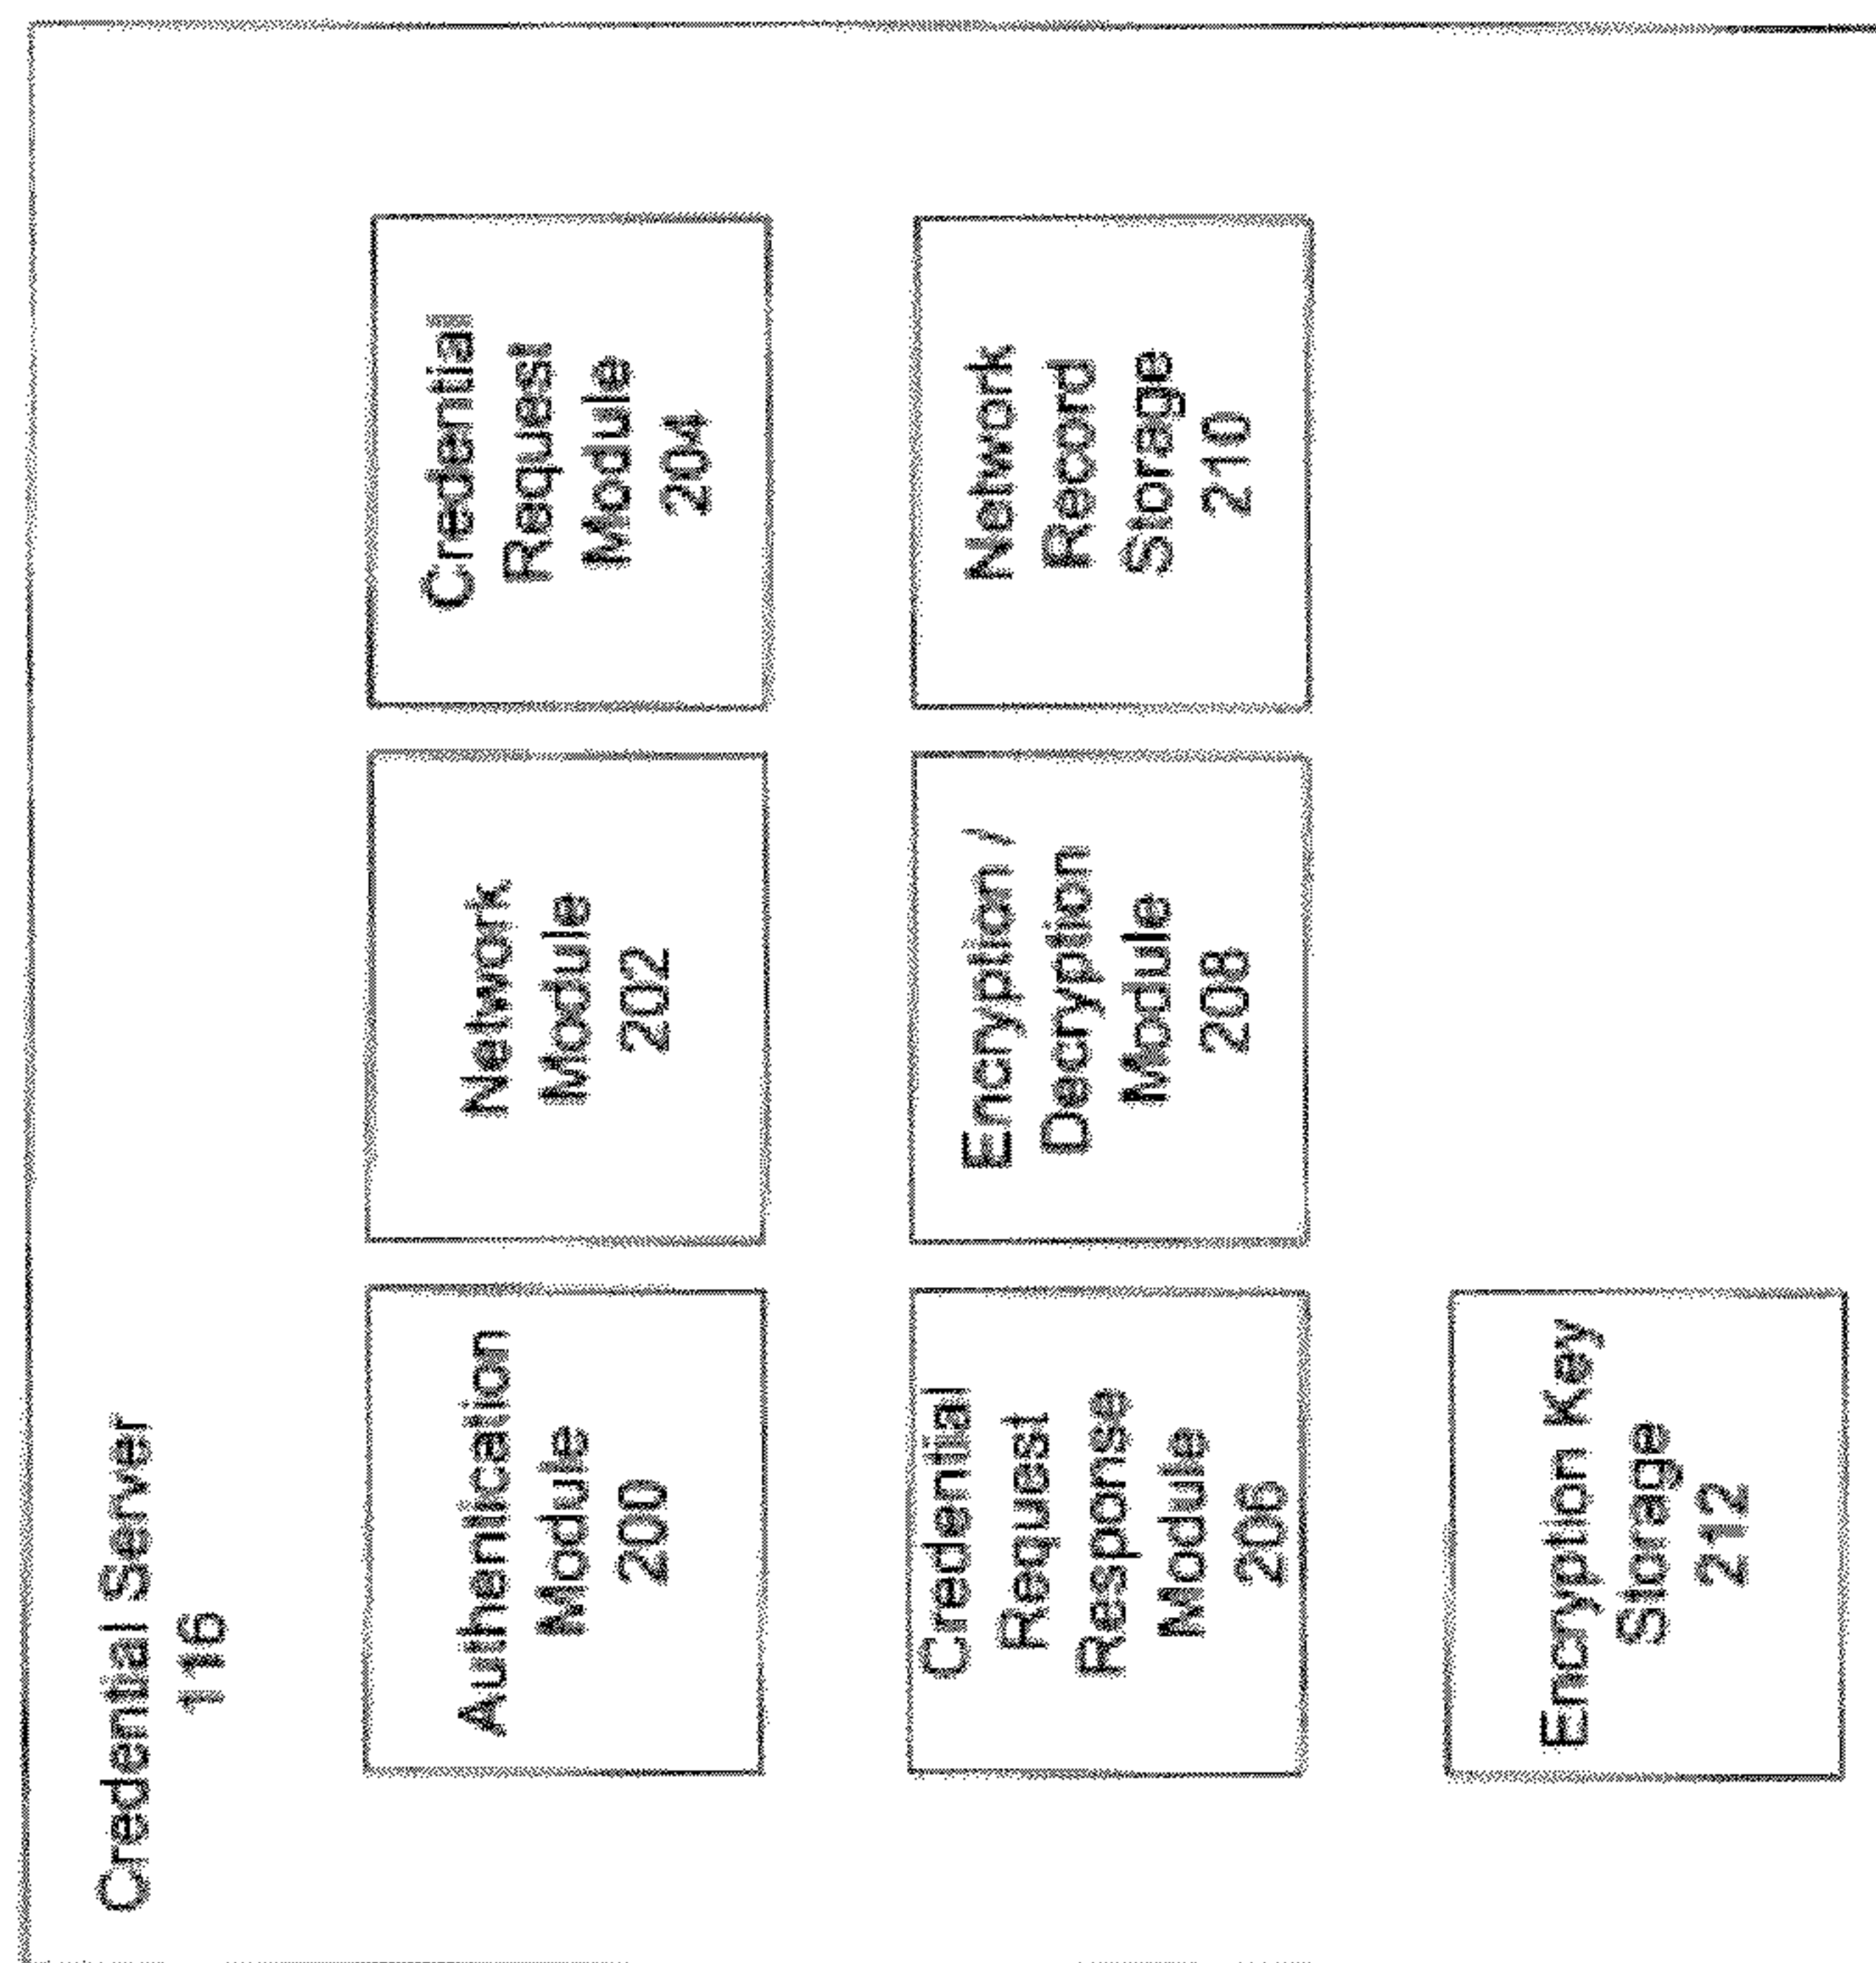 Credential Server
116
Authentication
Module
200
Network
Module
202
Credential
Request
Module
204
Credential
Request
Response
Module
206
Encryption /
Decryption
Module
208
Network
Record
Storage
210
Encryption Key
Storage
212